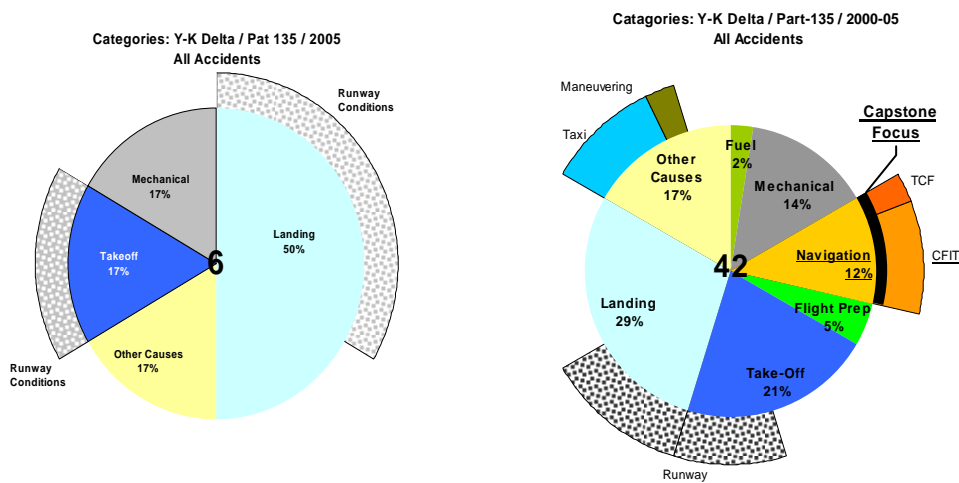 Categories: Y-K Delta / Pat 135 / 2005
All Accidents
Runway
Conditions
Mechanical
17%
Landing
50%
Takeoff
17%
6
Other Causes
17%
Runway
Conditions
Catagories: Y-K Delta / Part-135 / 2000-05
All Accidents
Maneuvering
Taxi
Capstone
Focus
Fuel
2%
Other
Causes
17%
Mechanical
14%
TCF
Navigation
12%
CFIT
42
Landing
29%
Flight Prep
5%
Take-Off
21%
Runway